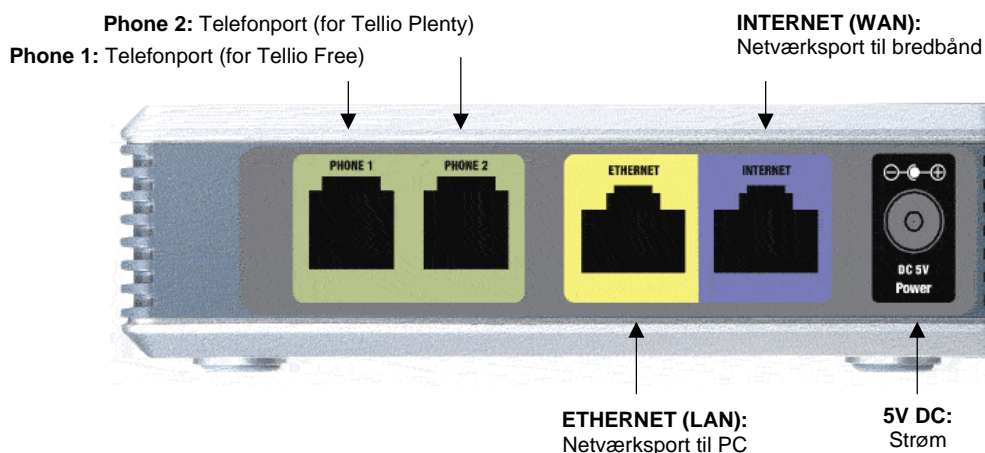 Phone 2: Telefonport (for Tellio Plenty)
Phone 1: Telefonport (for Tellio Free)
INTERNET (WAN):
Netværksport til bredbånd
PHONE 1
PHONE 2
ETHERNET
INTERNET
DC 5V
Power
ETHERNET (LAN):
Netværksport til PC
5V DC:
Strøm